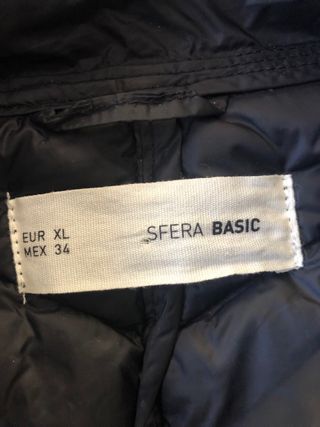 EUR XL
MEX 34
SFERA BASIC